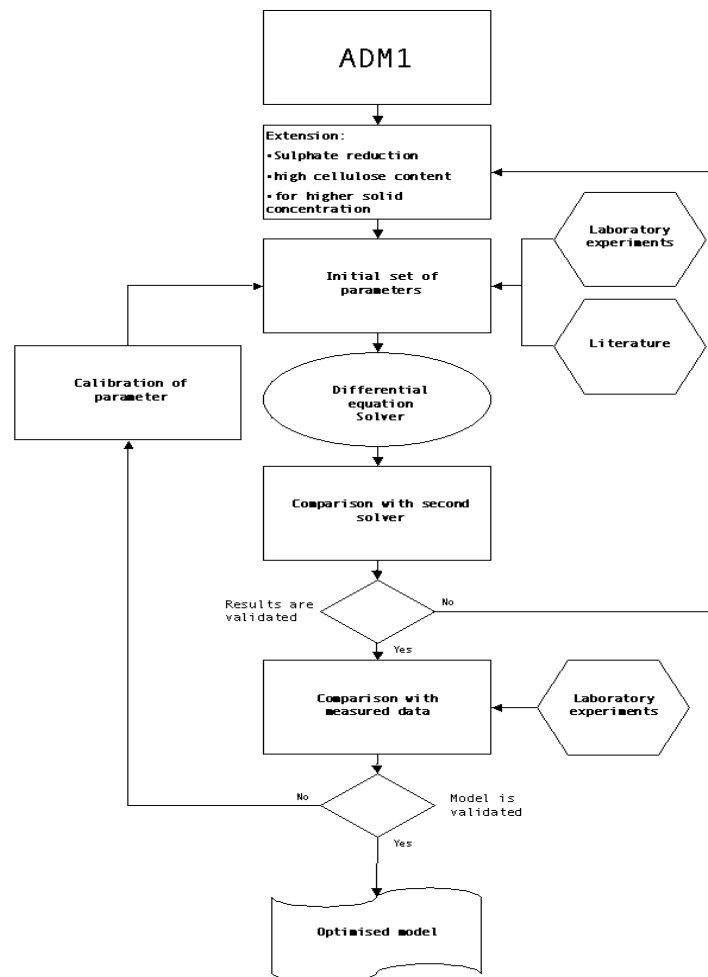 ADM1
Extension:
•Sulphate reduction
•high cellulose content
•for higher solid
concentration
Laboratory
experiments
Initial set of
parameters
Literature
Calibration of
parameter
Differential
equation
Solver
Comparison with second
solver
Results are
validated
No
Yes
Comparison with
measured data
Laboratory
experiments
No
Model is
validated
Yes
Optimised model